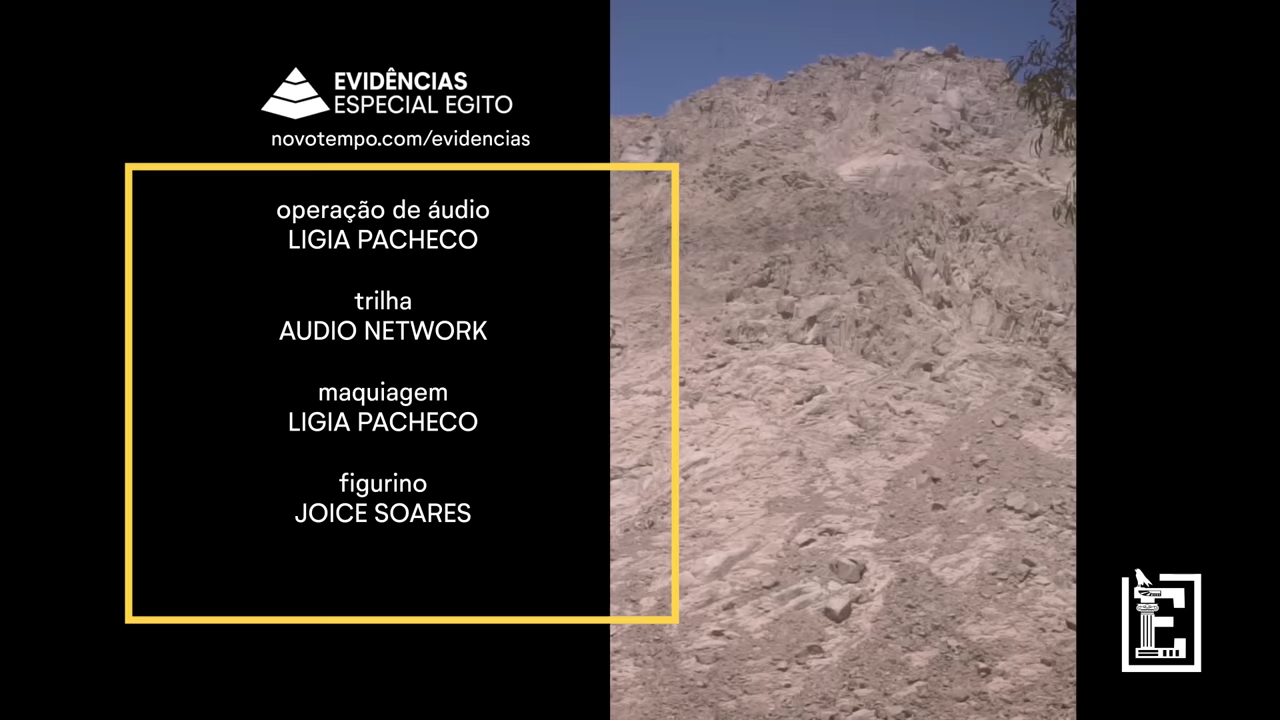 EVIDÊNCIAS
ESPECIAL EGITO
novotempo.com/evidencias
operação de áudio
LIGIA PACHECO
trilha
AUDIO NETWORK
maquiagem
LIGIA PACHECO
figurino
JOICE SOARES
E